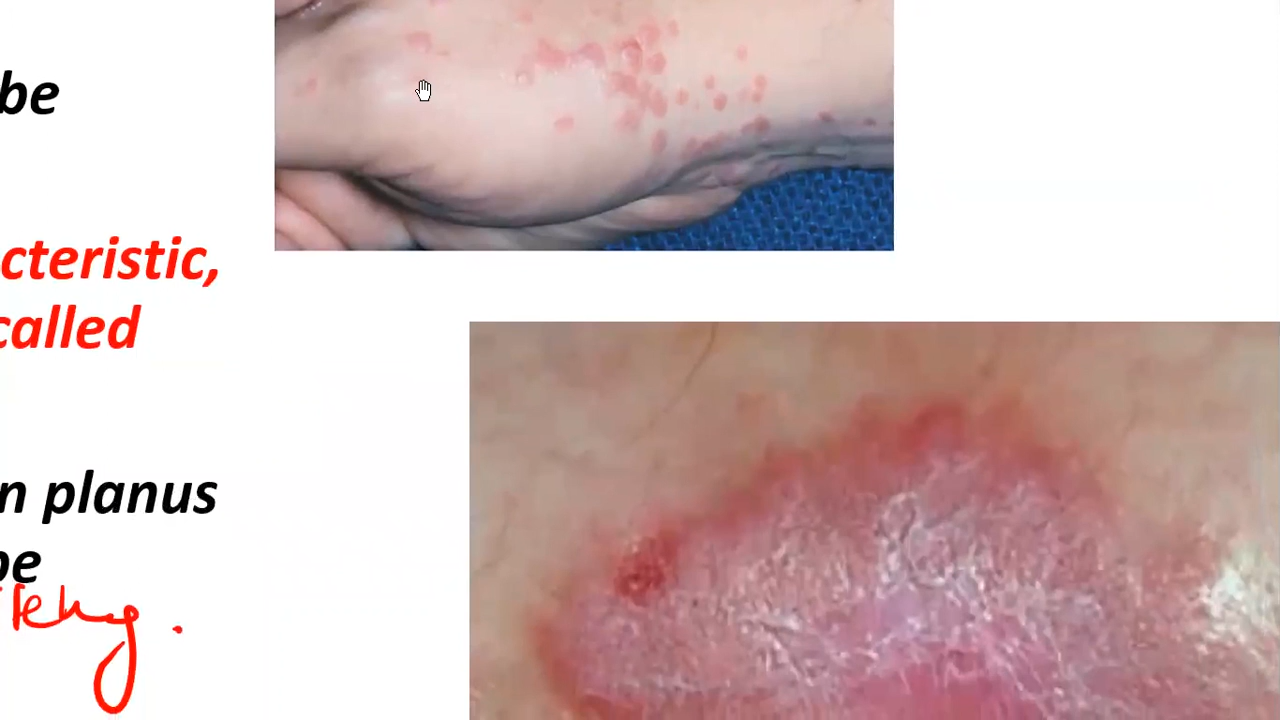 be
cteristic,
called
n planus
be